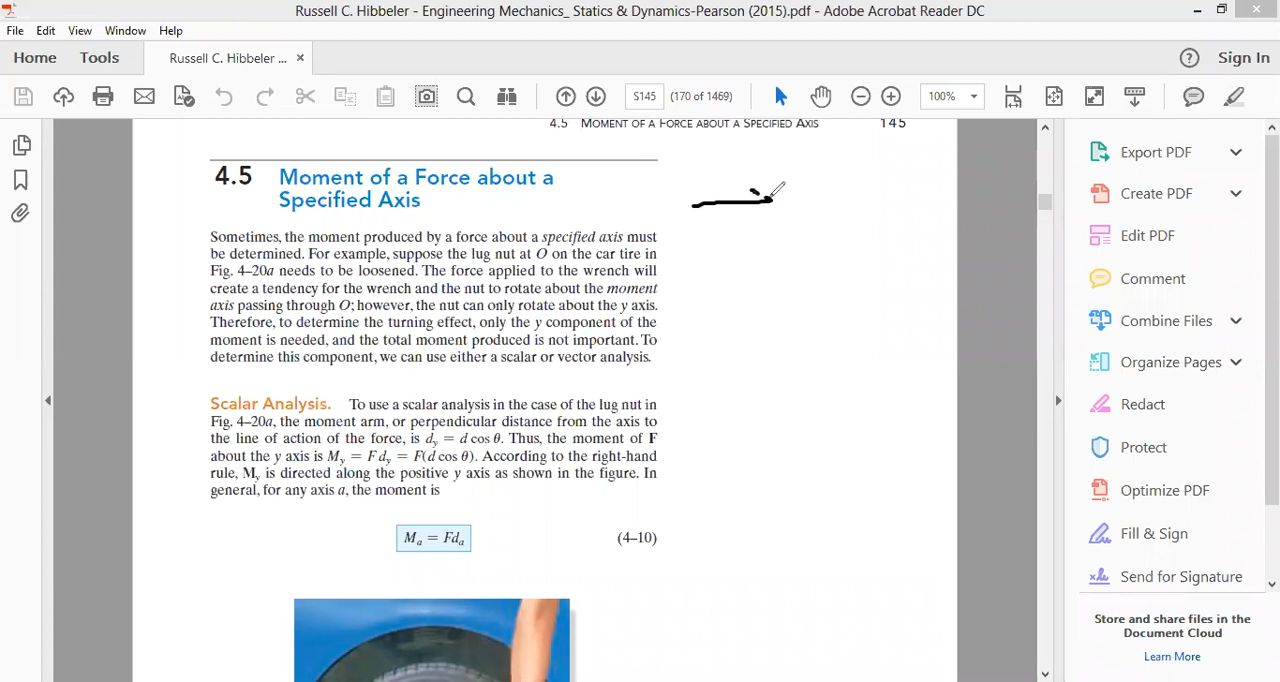 Russell C. Hibbeler - Engineering Mechanics_ Statics & Dynamics-Pearson (2015).pdf - Adobe Acrobat Reader DC
File Edit View Window Help
Home Tools Russell C. Hibbeler ... × Sign In
S145 (170 of 1469) 100%
4.5 MOMENT OF A FORCE ABOUT A SPECIFIED AXIS 145
4.5 Moment of a Force about a
Specified Axis
Sometimes, the moment produced by a force about a specified axis must
be determined. For example, suppose the lug nut at O on the car tire in
Fig. 4–20a needs to be loosened. The force applied to the wrench will
create a tendency for the wrench and the nut to rotate about the moment
axis passing through O; however, the nut can only rotate about the y axis.
Therefore, to determine the turning effect, only the y component of the
moment is needed, and the total moment produced is not important. To
determine this component, we can use either a scalar or vector analysis.
Scalar Analysis. To use a scalar analysis in the case of the lug nut in
Fig. 4–20a, the moment arm, or perpendicular distance from the axis to
the line of action of the force, is dy = d cos θ. Thus, the moment of F
about the y axis is My = F dy = F(d cos θ). According to the right-hand
rule, My is directed along the positive y axis as shown in the figure. In
general, for any axis a, the moment is
Ma = Fda (4–10)
Export PDF
Create PDF
Edit PDF
Comment
Combine Files
Organize Pages
Redact
Protect
Optimize PDF
Fill & Sign
Send for Signature
Store and share files in the
Document Cloud
Learn More